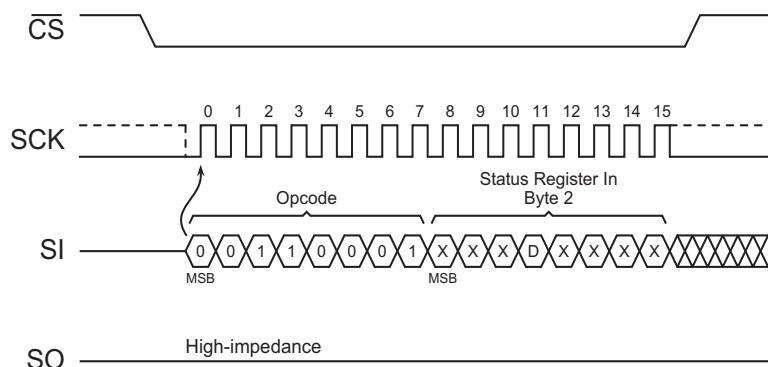 CS
0 1 2 3 4 5 6 7 8 9 10 11 12 13 14 15
SCK
Status Register In
Opcode Byte 2
SI 0 0 1 1 0 0 0 1 X X X D X X X X
MSB MSB
High-impedance
SO